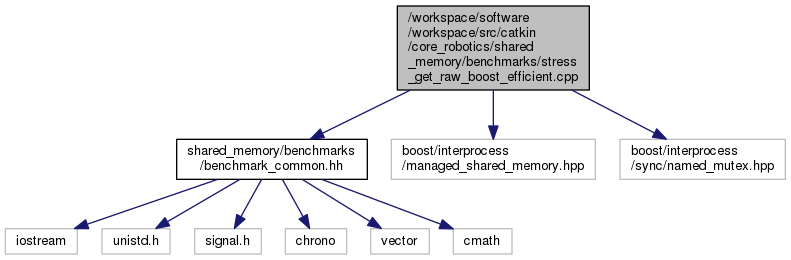 /workspace/software
/workspace/src/catkin
/core_robotics/shared
_memory/benchmarks/stress
_get_raw_boost_efficient.cpp
shared_memory/benchmarks
/benchmark_common.hh
boost/interprocess
/managed_shared_memory.hpp
boost/interprocess
/sync/named_mutex.hpp
iostream
unistd.h
signal.h
chrono
vector
cmath